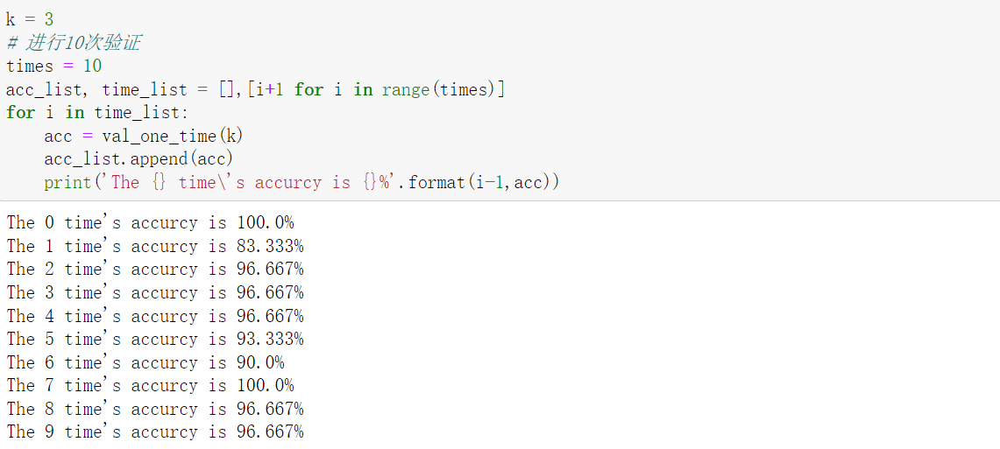 k = 3
# 进行10次验证
times = 10
acc_list, time_list = [],[i+1 for i in range(times)]
for i in time_list:
    acc = val_one_time(k)
    acc_list.append(acc)
    print('The {} time\'s accurcy is {}%'.format(i-1,acc))
The 0 time's accurcy is 100.0%
The 1 time's accurcy is 83.333%
The 2 time's accurcy is 96.667%
The 3 time's accurcy is 96.667%
The 4 time's accurcy is 96.667%
The 5 time's accurcy is 93.333%
The 6 time's accurcy is 90.0%
The 7 time's accurcy is 100.0%
The 8 time's accurcy is 96.667%
The 9 time's accurcy is 96.667%